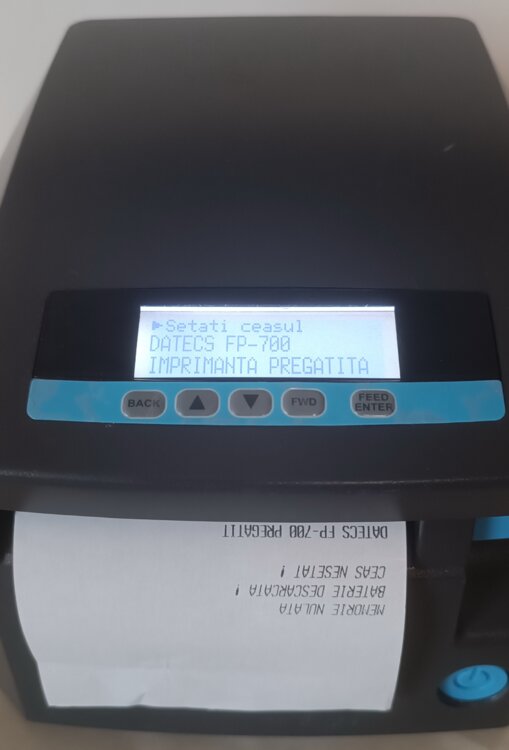 ►Setati ceasul
DATECS FP-700
IMPRIMANTA PREGATITA
BACK ▲ ▼ FWD FEED ENTER
MEMORIE NULATA
BATERIE DESCARCATA !
CEAS NESETAT !
DATECS FP-700 PREGATIT